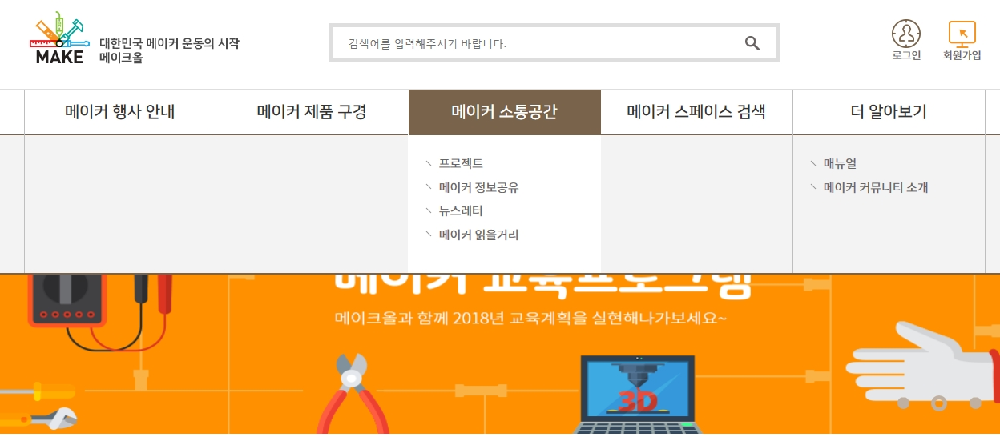 MAKE
대한민국 메이커 운동의 시작
메이크올
검색어를 입력해주시기 바랍니다.
로그인
회원가입
메이커 행사 안내
메이커 제품 구경
메이커 소통공간
메이커 스페이스 검색
더 알아보기
프로젝트
메이커 정보공유
뉴스레터
메이커 읽을거리
매뉴얼
메이커 커뮤니티 소개
메이커 교육프로그램
메이크올과 함께 2018년 교육계획을 실현해나가보세요~
3D